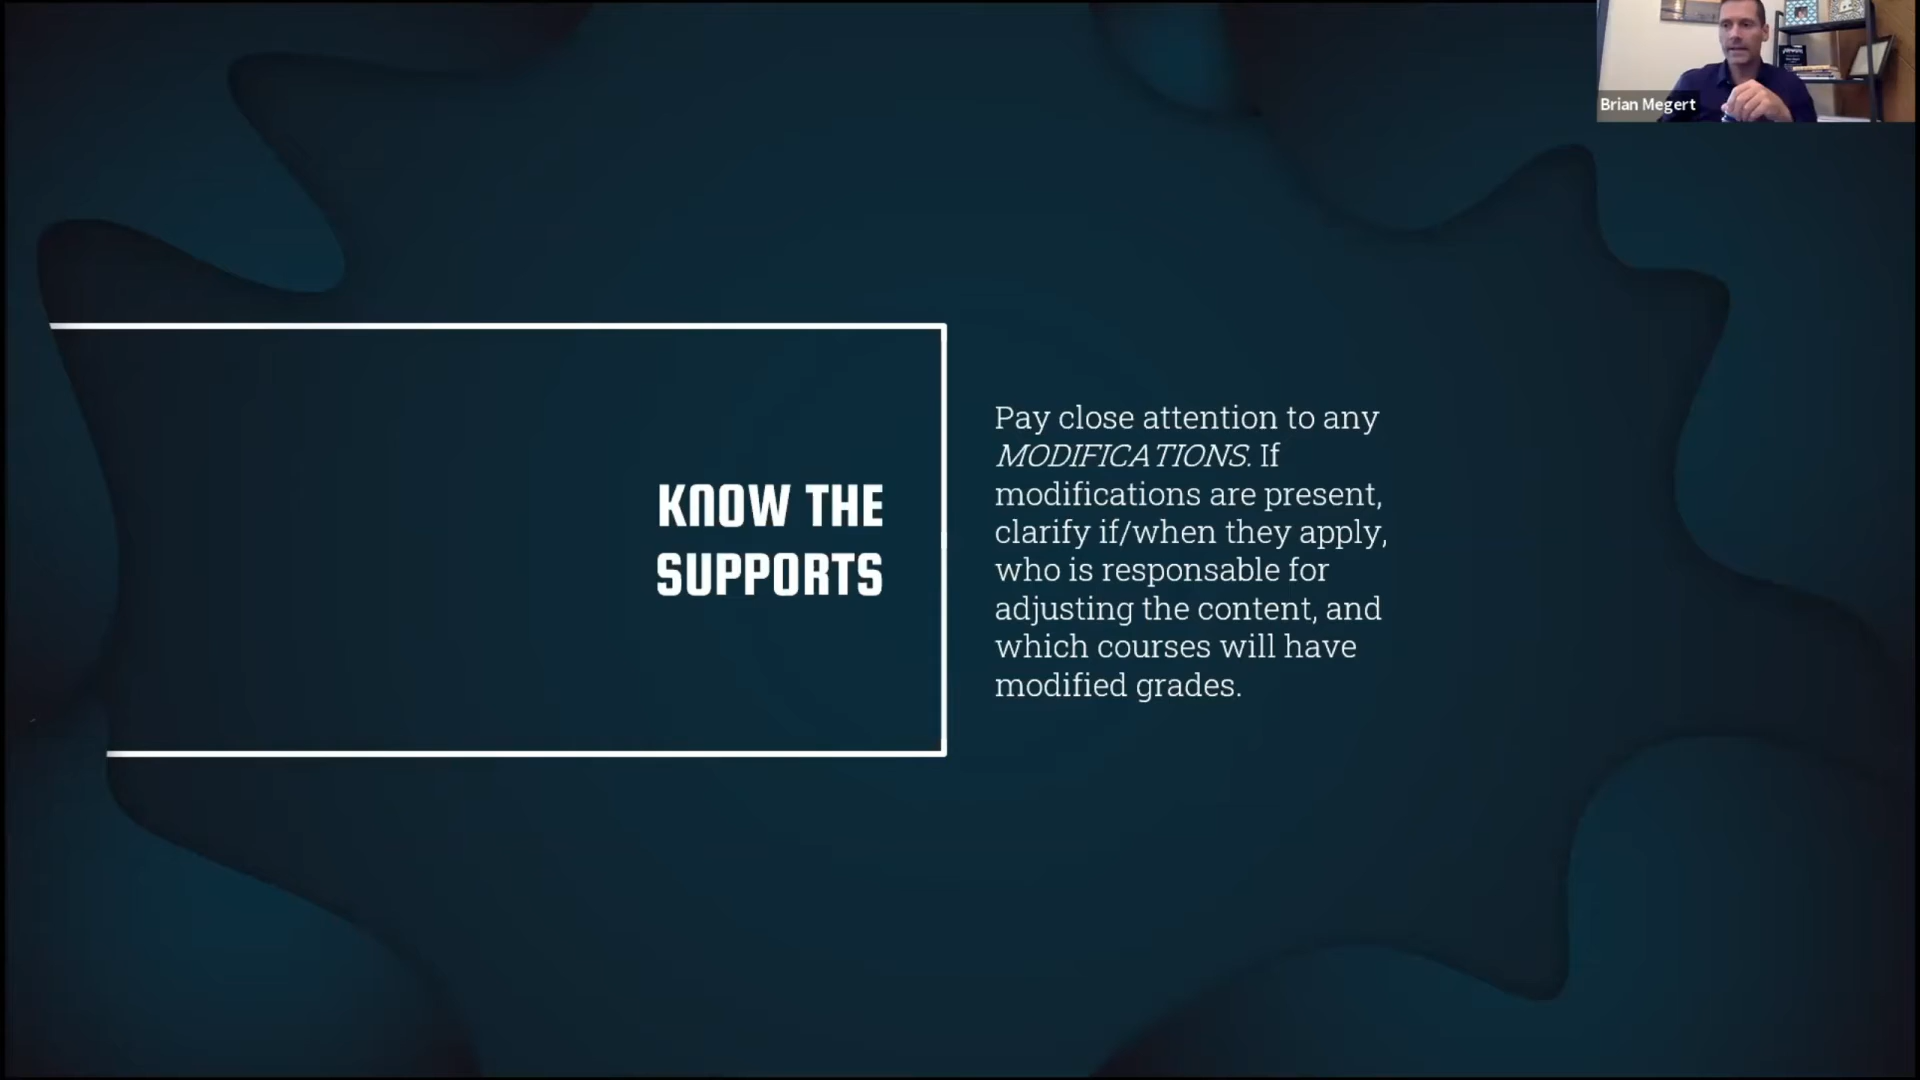 Brian Megert
KNOW THE
SUPPORTS
Pay close attention to any
MODIFICATIONS. If
modifications are present,
clarify if/when they apply,
who is responsable for
adjusting the content, and
which courses will have
modified grades.